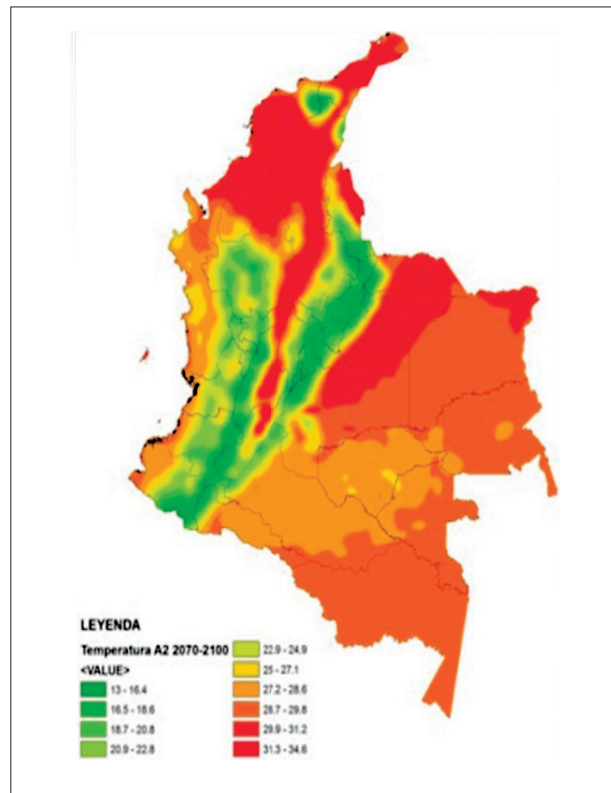 LEYENDA
Temperatura A2 2070-2100
<VALUE>
13 - 16.4
16.5 - 18.6
18.7 - 20.8
20.9 - 22.8
22.9 - 24.9
25 - 27.1
27.2 - 28.6
28.7 - 29.8
29.9 - 31.2
31.3 - 34.6